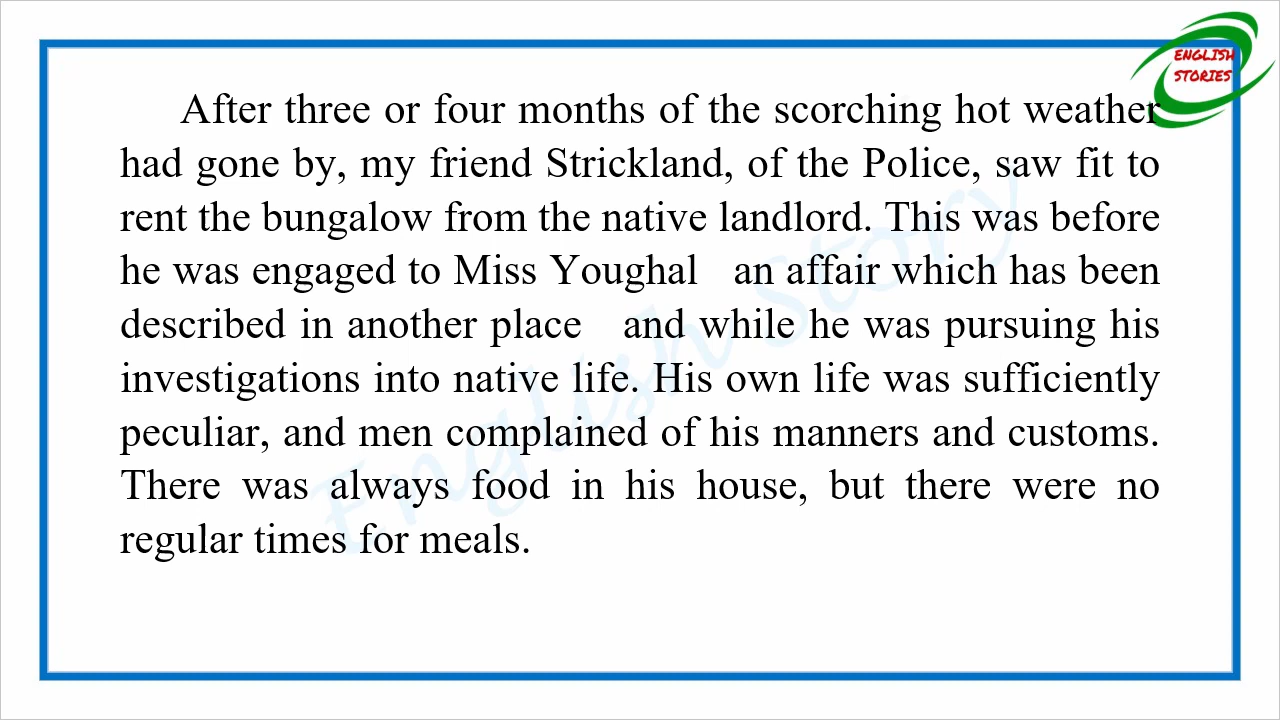 ENGLISH
STORIES
After three or four months of the scorching hot weather
had gone by, my friend Strickland, of the Police, saw fit to
rent the bungalow from the native landlord. This was before
he was engaged to Miss Youghal   an affair which has been
described in another place   and while he was pursuing his
investigations into native life. His own life was sufficiently
peculiar, and men complained of his manners and customs.
There was always food in his house, but there were no
regular times for meals.
English Story